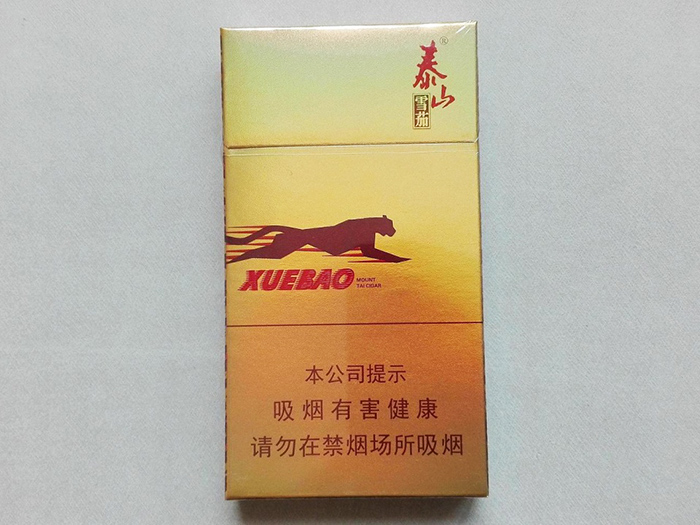 泰山®
雪茄
XUEBAO
MOUNT
TAI CIGAR
本公司提示
吸烟有害健康
请勿在禁烟场所吸烟